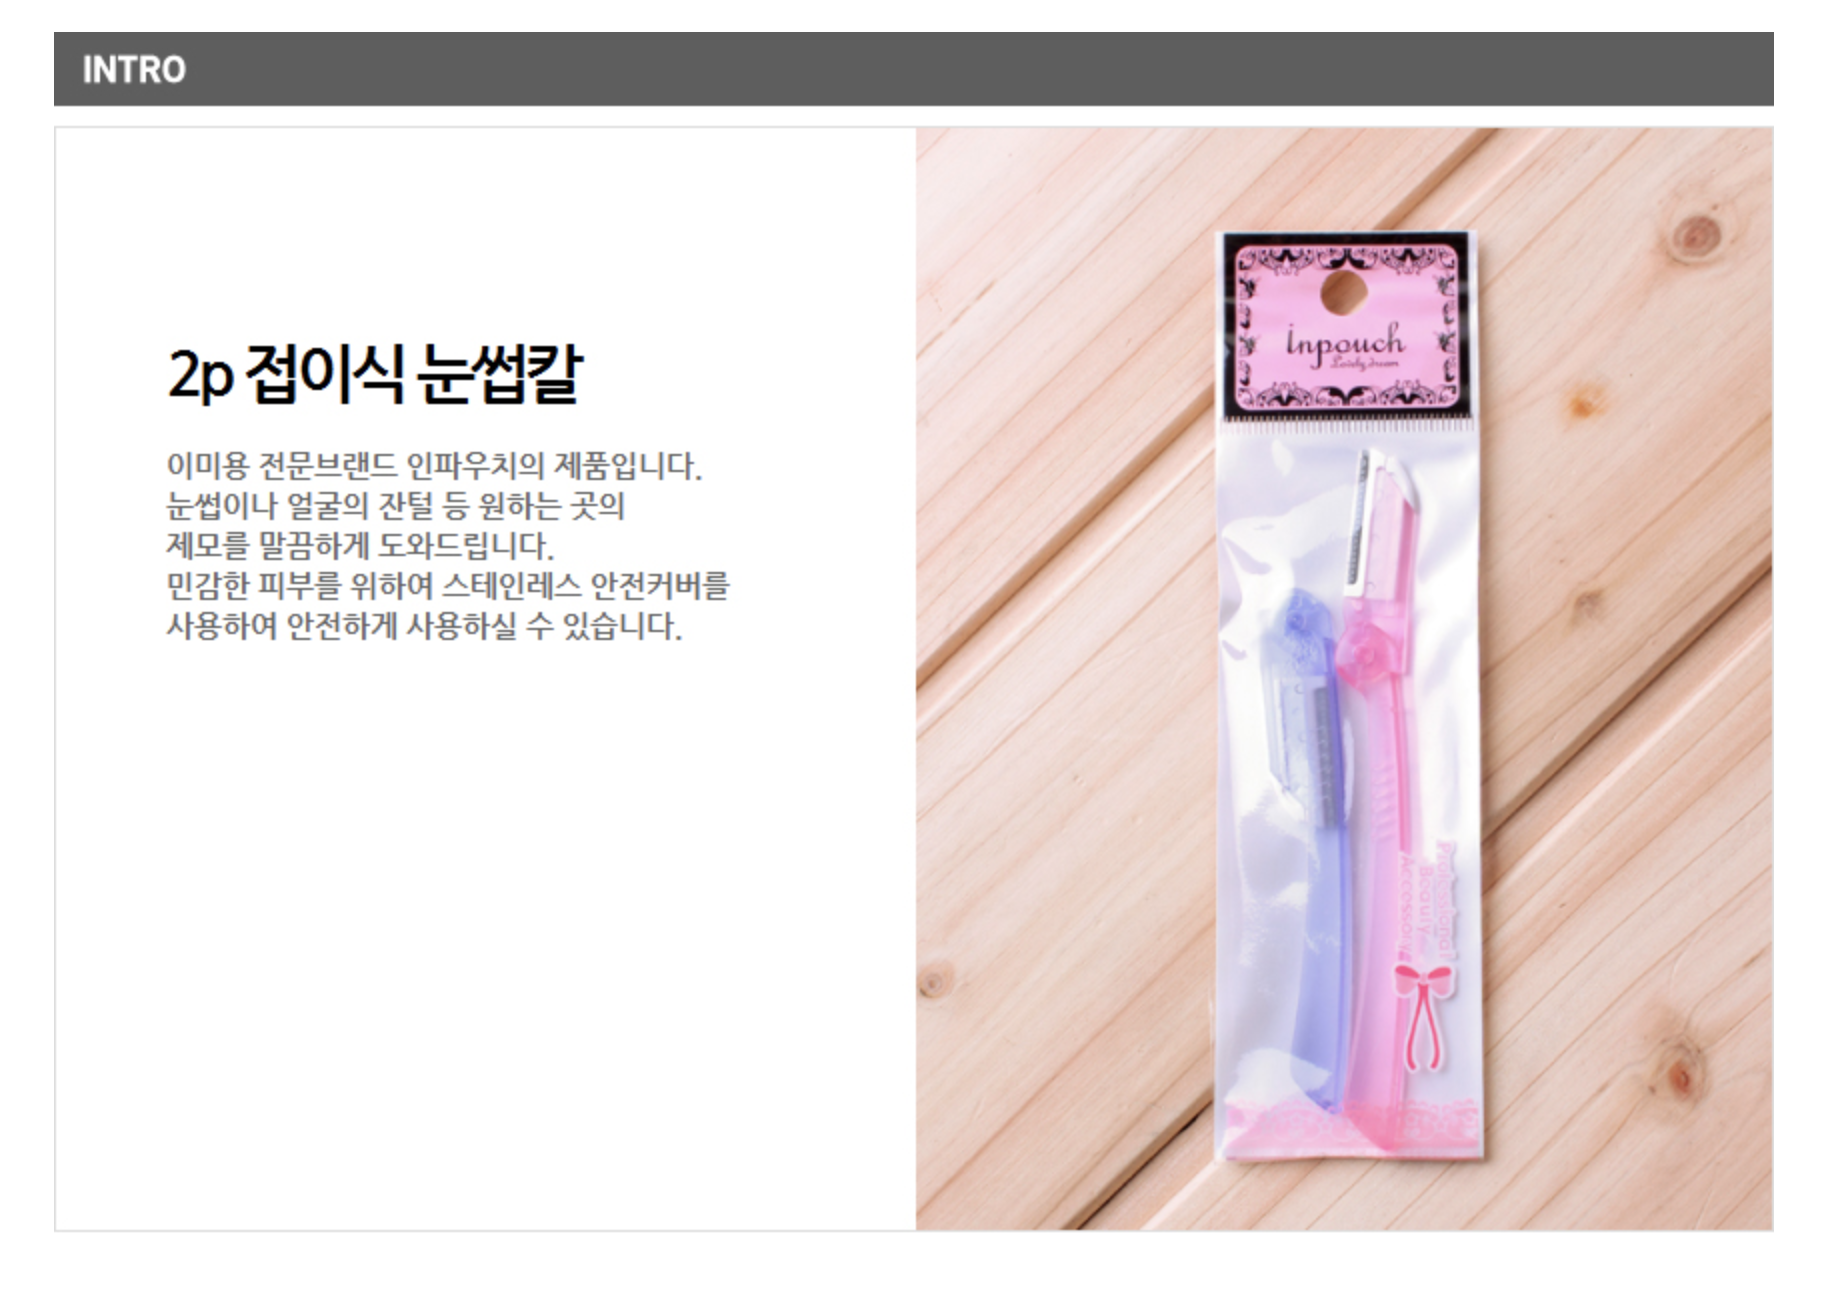 INTRO
2p 접이식 눈썹칼
이미용 전문브랜드 인파우치의 제품입니다.
눈썹이나 얼굴의 잔털 등 원하는 곳의
제모를 말끔하게 도와드립니다.
민감한 피부를 위하여 스테인레스 안전커버를
사용하여 안전하게 사용하실 수 있습니다.
inpouch
Lovely dream
Professional
Beauty
Accessory